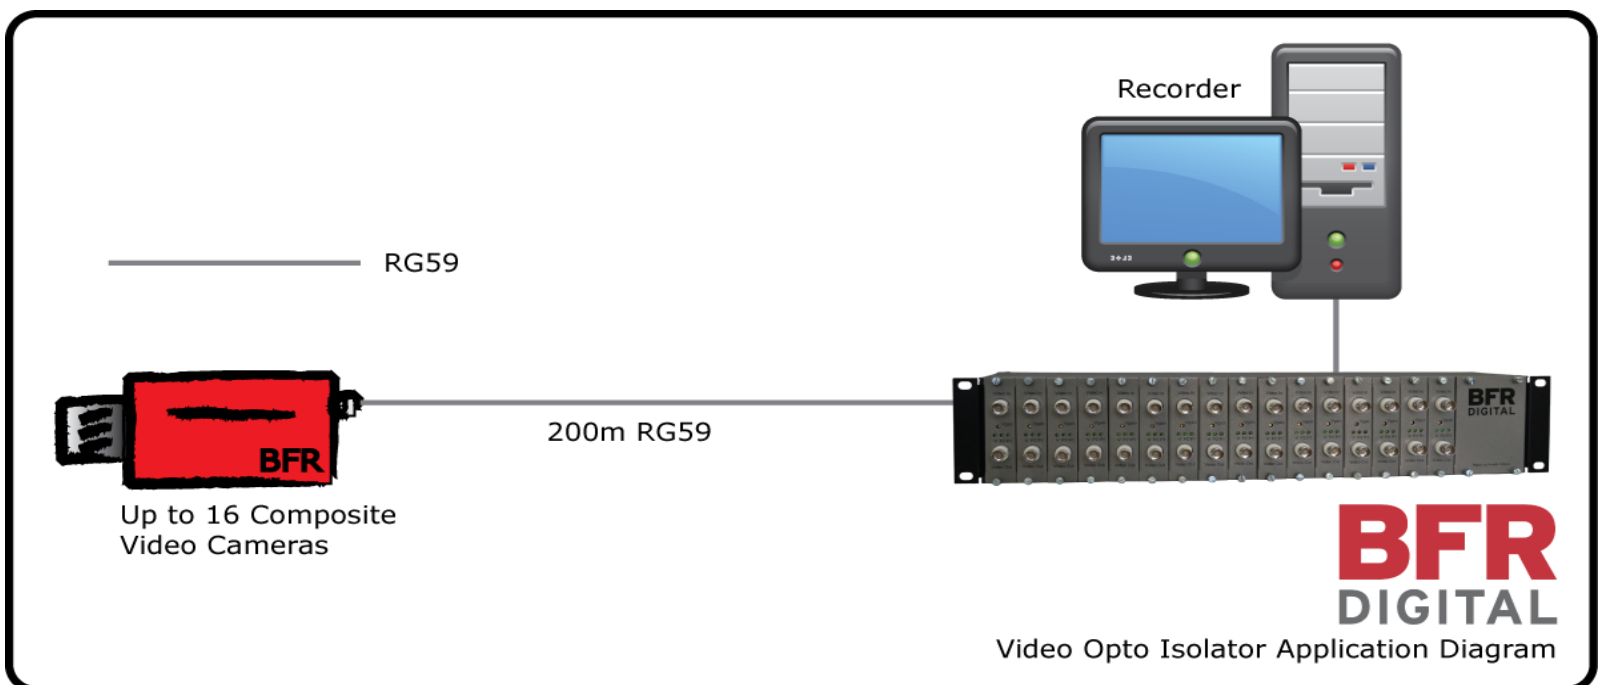 Recorder
RG59
200m RG59
BFR
Up to 16 Composite
Video Cameras
BFR
DIGITAL
BFR
DIGITAL
Video Opto Isolator Application Diagram